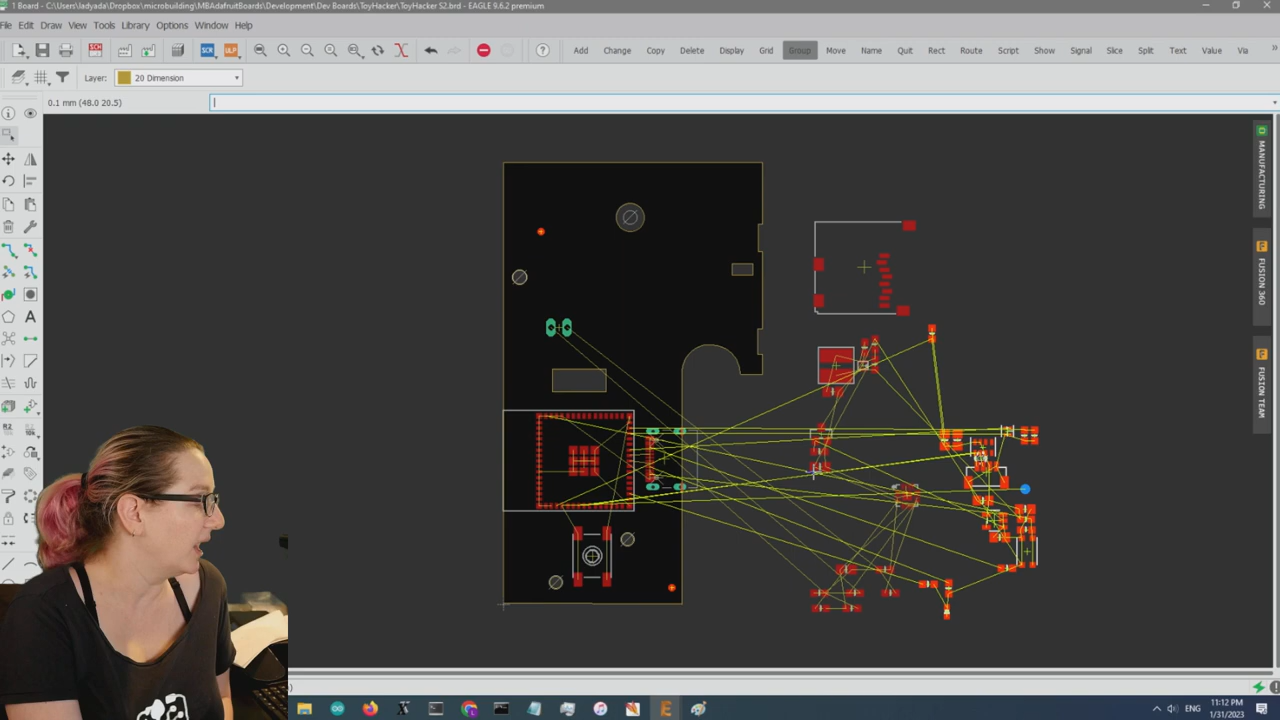 1 Board - C:\Users\ladyada\Dropbox\microbuilding\MBAdafruitBoards\Development\Dev Boards\ToyHacker\ToyHacker S2.brd - EAGLE 9.6.2 premium
File Edit Draw View Tools Library Options Window Help
SCH SCR ULP Add Change Copy Delete Display Grid Group Move Name Quit Rect Route Script Show Signal Slice Split Text Value Via
Layer: 20 Dimension
0.1 mm (48.0 20.5)
MANUFACTURING
FUSION 360
FUSION TEAM
ENG
11:12 PM
1/31/2023